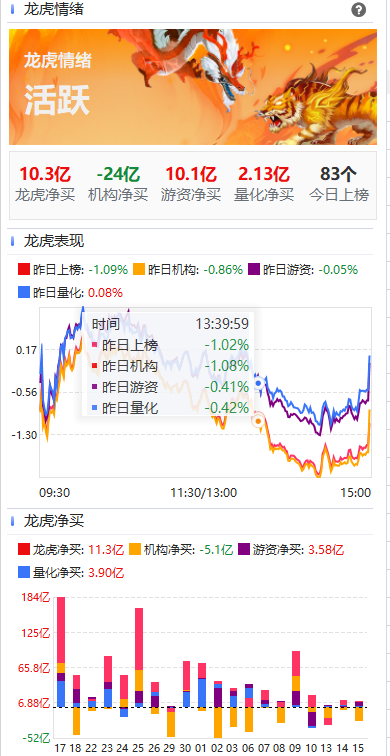 龙虎情绪
?
龙虎情绪
活跃
10.3亿 -24亿 10.1亿 2.13亿 83个
龙虎净买 机构净买 游资净买 量化净买 今日上榜
龙虎表现
昨日上榜: -1.09% 昨日机构: -0.86% 昨日游资: -0.05%
昨日量化: 0.08%
时间 13:39:59
昨日上榜 -1.02%
昨日机构 -1.08%
昨日游资 -0.41%
昨日量化 -0.42%
0.17
-0.56
-1.30
09:30 11:30/13:00 15:00
龙虎净买
龙虎净买: 11.3亿 机构净买: -5.1亿 游资净买: 3.58亿
量化净买: 3.90亿
184亿
125亿
65.8亿
6.88亿
-52亿
17 18 22 23 24 25 26 29 30 01 02 03 06 07 08 09 10 13 14 15